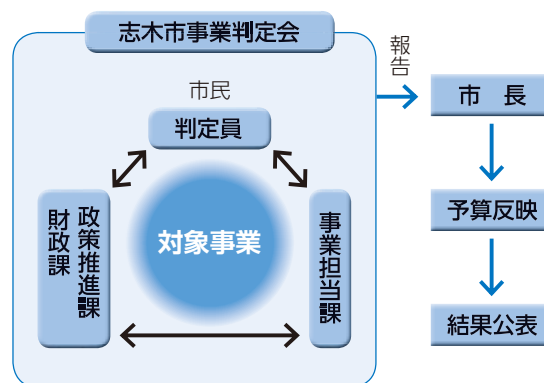 志木市事業判定会
報告
市民
判定員
市長
政策推進課
財政課
対象事業
事業担当課
予算反映
結果公表